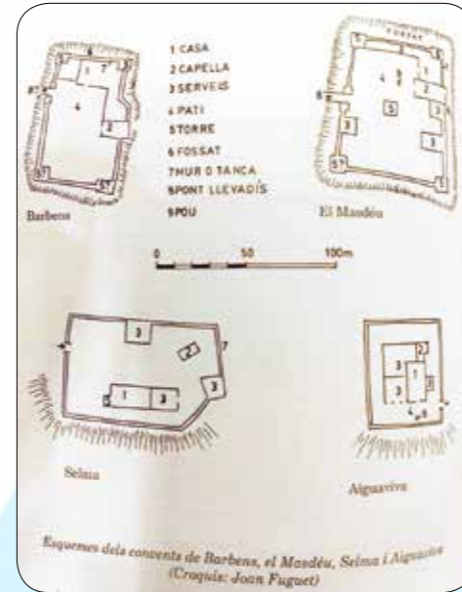 FOSSAT
1 CASA
2 CAPELLA
3 SERVEIS
4 PATI
5 TORRE
6 FOSSAT
7 MUR O TANCA
8 PONT LLEVADÍS
9 POU
Barbens
El Masdéu
0 50 100m
Selma
Aiguaviva
Esquemes dels convents de Barbens, el Masdéu, Selma i Aiguaviva
(Croquis: Joan Fuguet)